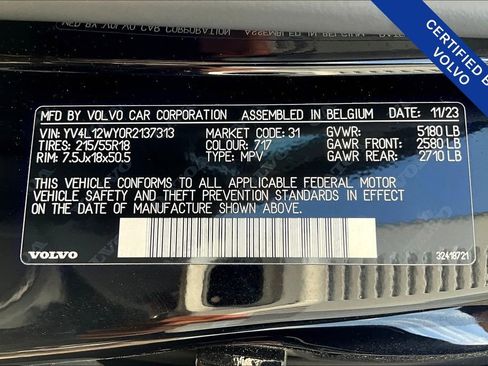 CERTIFIED BY
VOLVO
MFD BY VOLVO CAR CORPORATION ASSEMBLED IN BELGIUM DATE: 11/23
VIN: YV4L12WY0R2137313 MARKET CODE: 31 GVWR: 5180 LB
TIRES: 215/55R18 COLOUR: 717 GAWR FRONT: 2580 LB
RIM: 7.5Jx18x50.5 TYPE: MPV GAWR REAR: 2710 LB
THIS VEHICLE CONFORMS TO ALL APPLICABLE FEDERAL MOTOR
VEHICLE SAFETY AND THEFT PREVENTION STANDARDS IN EFFECT
ON THE DATE OF MANUFACTURE SHOWN ABOVE.
VOLVO 32418721